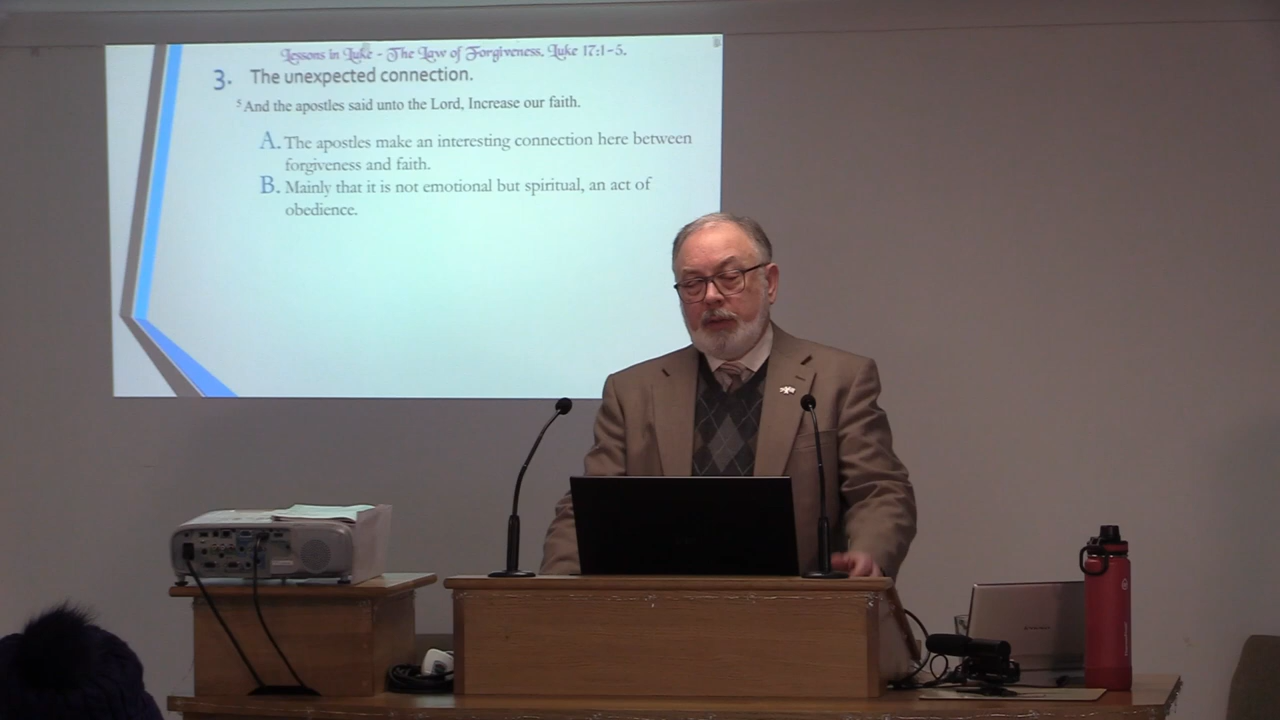 Lessons in Luke - The Law of Forgiveness. Luke 17:1-5.
3. The unexpected connection.
5 And the apostles said unto the Lord, Increase our faith.
A. The apostles make an interesting connection here between
forgiveness and faith.
B. Mainly that it is not emotional but spiritual, an act of
obedience.